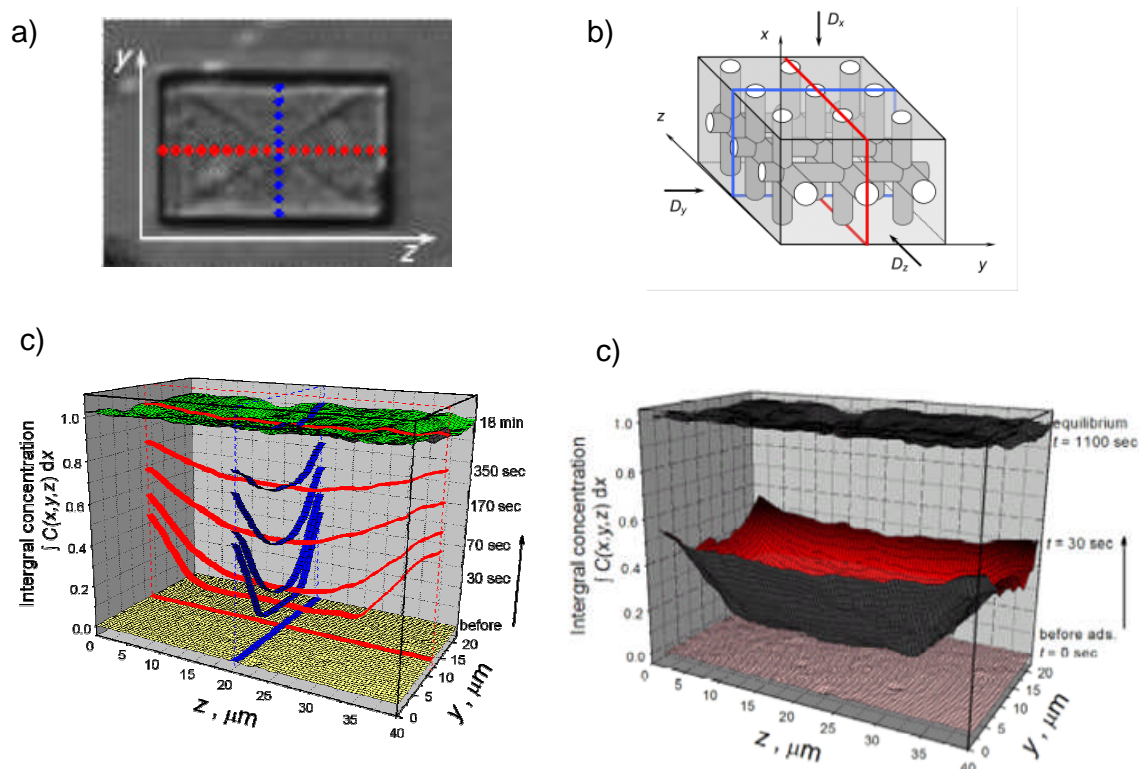 a)
y
z
b)
x
Dx
z
Dy
Dz
y
c)
Intergral concentration
∫ C(x,y,z) dx
1.0
0.8
0.6
0.4
0.2
0.0
18 min
350 sec
170 sec
70 sec
30 sec
before
0
5
10
15
20
25
30
35
40
z , μm
0
5
10
15
20
y, μm
c)
Intergral concentration
∫ C(x,y,z) dx
1.0
0.8
0.6
0.4
0.2
0.0
equilibrium
t = 1100 sec
t = 30 sec
before ads.
t = 0 sec
0
5
10
15
20
25
30
35
40
z , μm
0
5
10
15
20
y, μm